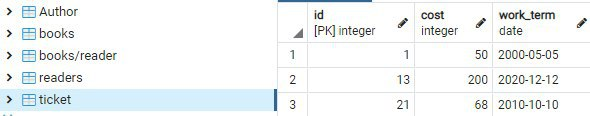 Author
books
books/reader
readers
ticket
id cost work_term
[PK] integer integer date
1 1 50 2000-05-05
2 13 200 2020-12-12
3 21 68 2010-10-10